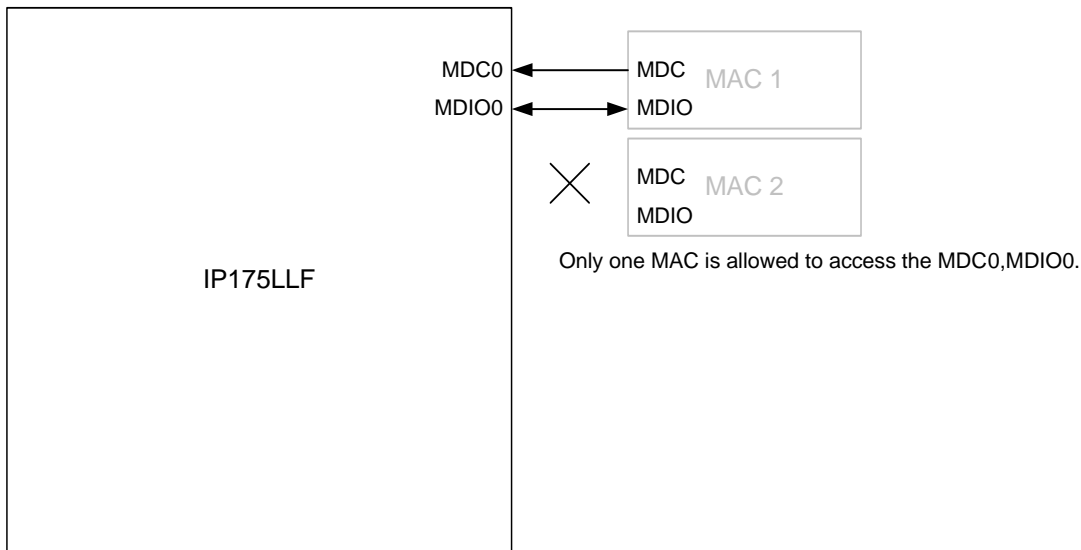 MDC0
MDC
MAC 1
MDIO0
MDIO
MDC
MAC 2
MDIO
Only one MAC is allowed to access the MDC0,MDIO0.
IP175LLF